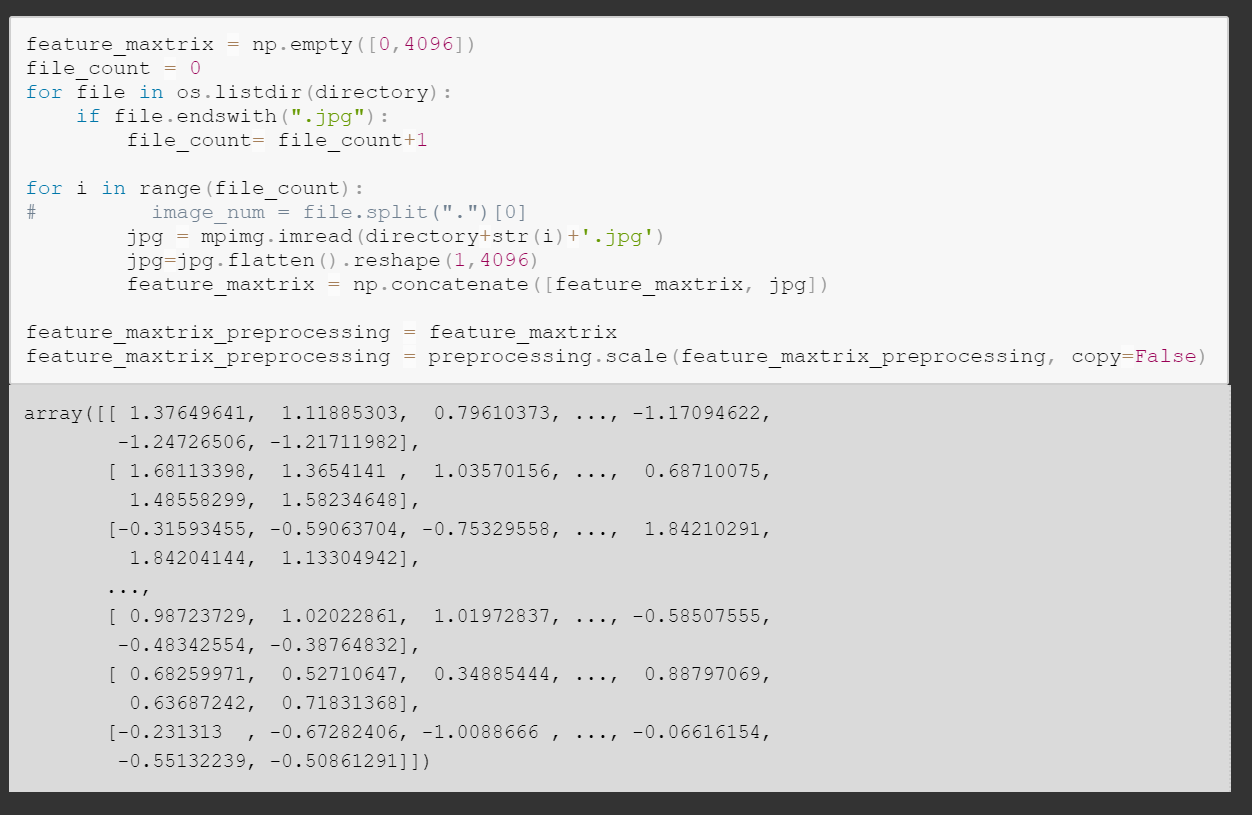 feature_maxtrix = np.empty([0,4096])
file_count = 0
for file in os.listdir(directory):
    if file.endswith(".jpg"):
        file_count= file_count+1
for i in range(file_count):
#         image_num = file.split(".")[0]
        jpg = mpimg.imread(directory+str(i)+'.jpg')
        jpg=jpg.flatten().reshape(1,4096)
        feature_maxtrix = np.concatenate([feature_maxtrix, jpg])
feature_maxtrix_preprocessing = feature_maxtrix
feature_maxtrix_preprocessing = preprocessing.scale(feature_maxtrix_preprocessing, copy=False)
array([[ 1.37649641,  1.11885303,  0.79610373, ..., -1.17094622,
        -1.24726506, -1.21711982],
       [ 1.68113398,  1.3654141 ,  1.03570156, ...,  0.68710075,
         1.48558299,  1.58234648],
       [-0.31593455, -0.59063704, -0.75329558, ...,  1.84210291,
         1.84204144,  1.13304942],
       ...,
       [ 0.98723729,  1.02022861,  1.01972837, ..., -0.58507555,
        -0.48342554, -0.38764832],
       [ 0.68259971,  0.52710647,  0.34885444, ...,  0.88797069,
         0.63687242,  0.71831368],
       [-0.231313  , -0.67282406, -1.0088666 , ..., -0.06616154,
        -0.55132239, -0.50861291]])